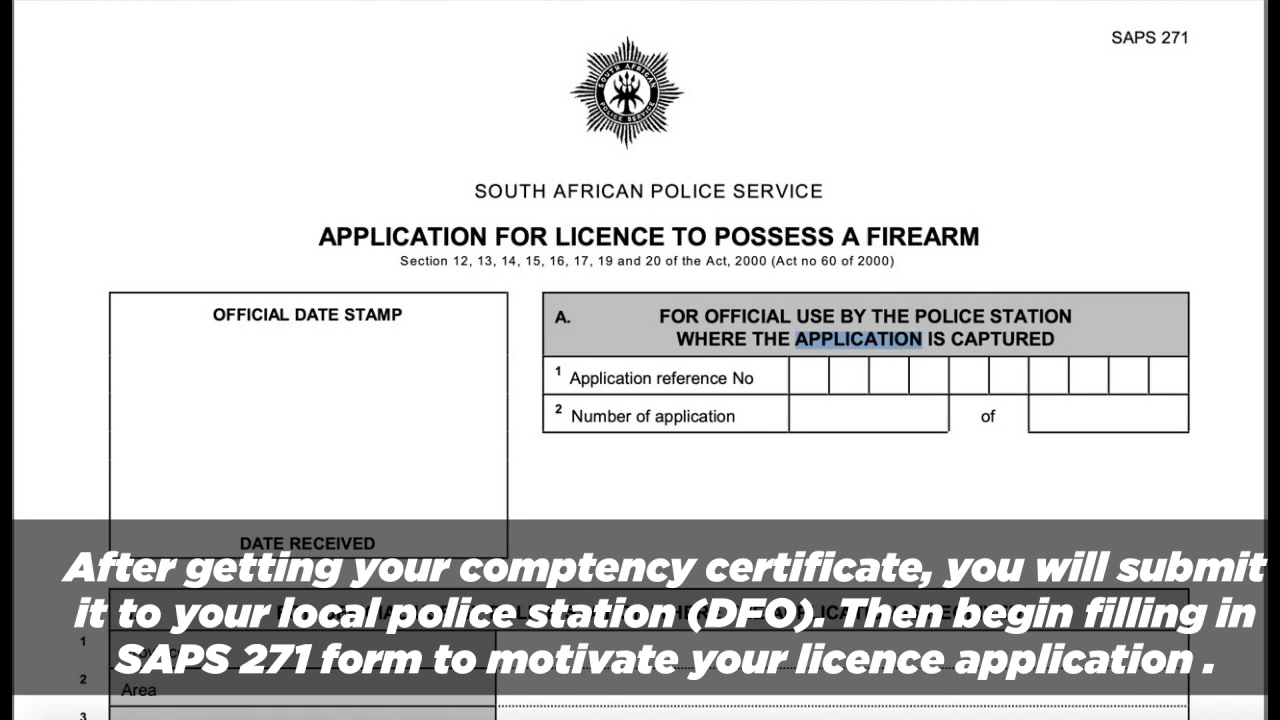 SAPS 271
SOUTH AFRICAN POLICE SERVICE
SOUTH AFRICAN POLICE SERVICE
APPLICATION FOR LICENCE TO POSSESS A FIREARM
Section 12, 13, 14, 15, 16, 17, 19 and 20 of the Act, 2000 (Act no 60 of 2000)
OFFICIAL DATE STAMP
DATE RECEIVED
A. FOR OFFICIAL USE BY THE POLICE STATION
WHERE THE APPLICATION IS CAPTURED
1 Application reference No
2 Number of application of
After getting your comptency certificate, you will submit
it to your local police station (DFO). Then begin filling in
SAPS 271 form to motivate your licence application .
1
2 Area
3